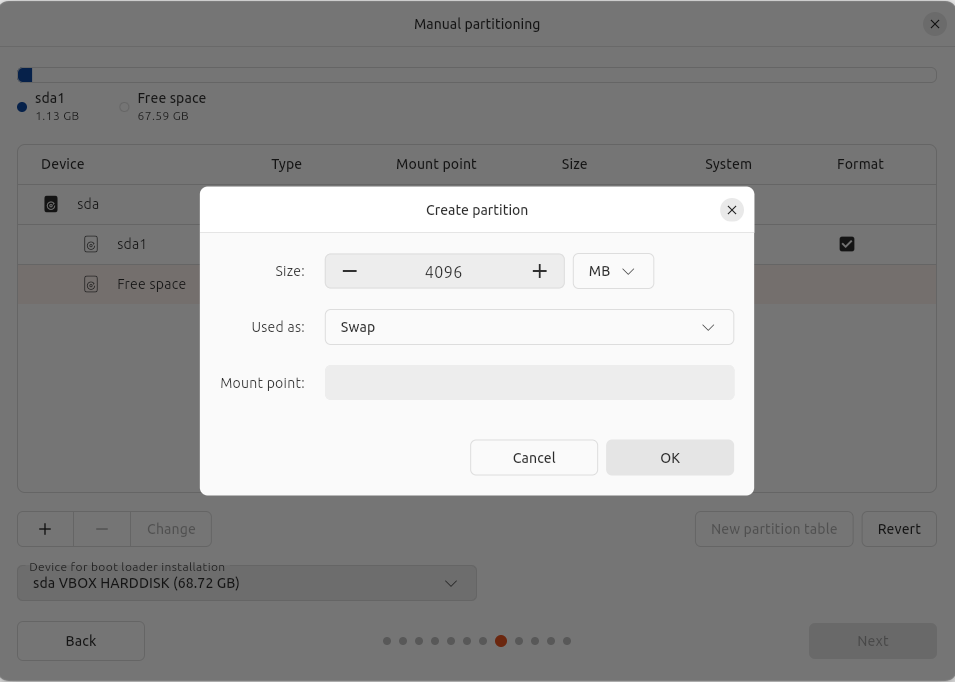 Manual partitioning
sda1
1.13 GB
Free space
67.59 GB
Device Type Mount point Size System Format
sda
sda1
Free space
Create partition
Size: 4096 MB
Used as: Swap
Mount point:
Cancel OK
+ − Change New partition table Revert
Device for boot loader installation
sda VBOX HARDDISK (68.72 GB)
Back Next